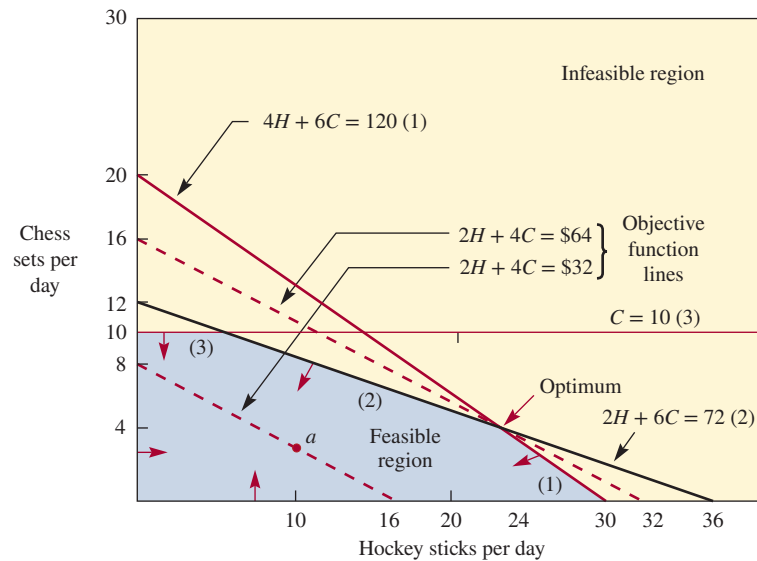 30
Infeasible region
4H + 6C = 120 (1)
20
Chess
sets per
day
16
2H + 4C = $64
2H + 4C = $32
Objective
function
lines
12
10
C = 10 (3)
(3)
8
(2)
Optimum
2H + 6C = 72 (2)
4
a
Feasible
region
(1)
10
16
20
24
30
32
36
Hockey sticks per day